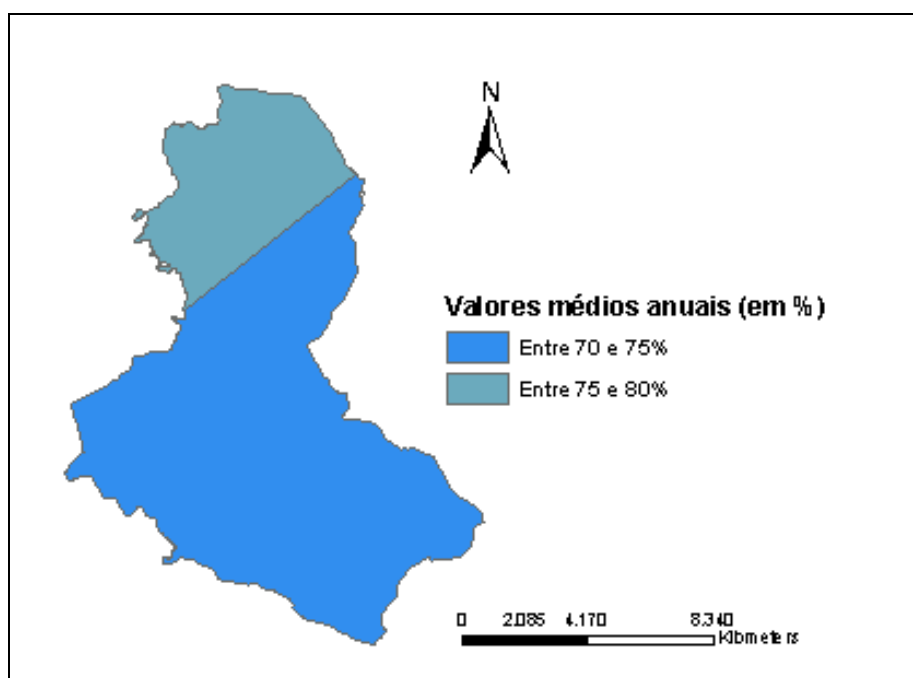 N
Valores médios anuais (em %)
Entre 70 e 75%
Entre 75 e 80%
0 2.085 4.170 8.340
Kilometers